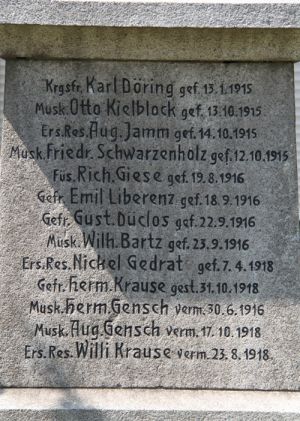 Krgsfr. Karl Döring gef. 13.1.1915
Musk. Otto Kielblock gef. 13.10.1915
Ers.Res. Aug. Jamm gef. 14.10.1915
Musk. Friedr. Schwarzenholz gef. 12.10.1915
Füs. Rich. Giese gef. 19.8.1916
Gefr. Emil Liberenz gef. 18.9.1916
Gefr. Gust. Duclos gef. 22.9.1916
Musk. Wilh. Bartz gef. 23.9.1916
Ers. Res. Nickel Gedrat gef. 7.4.1918
Gefr. Herm. Krause gest. 31.10.1918
Musk. Herm. Gensch verm. 30.6.1916
Musk. Aug. Gensch verm. 17.10.1918
Ers. Res. Willi Krause verm. 23.8.1918